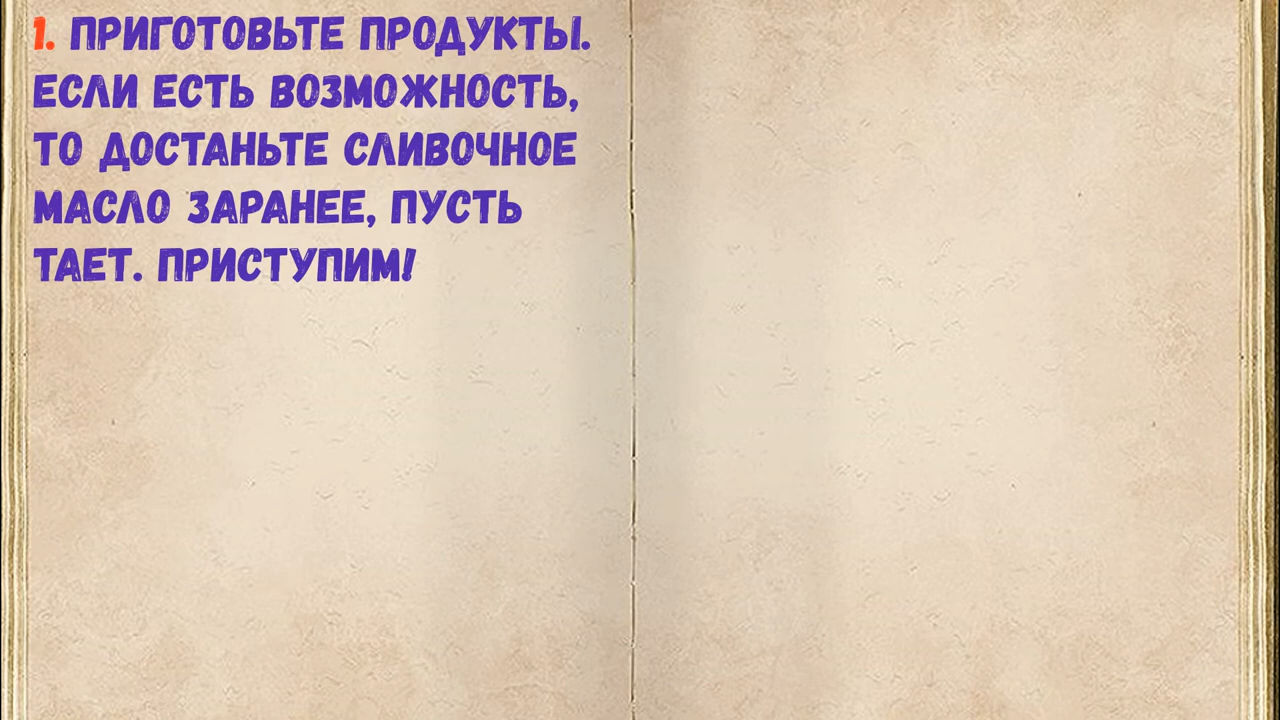 1. ПРИГОТОВЬТЕ ПРОДУКТЫ.
ЕСЛИ ЕСТЬ ВОЗМОЖНОСТЬ,
ТО ДОСТАНЬТЕ СЛИВОЧНОЕ
МАСЛО ЗАРАНЕЕ, ПУСТЬ
ТАЕТ. ПРИСТУПИМ!